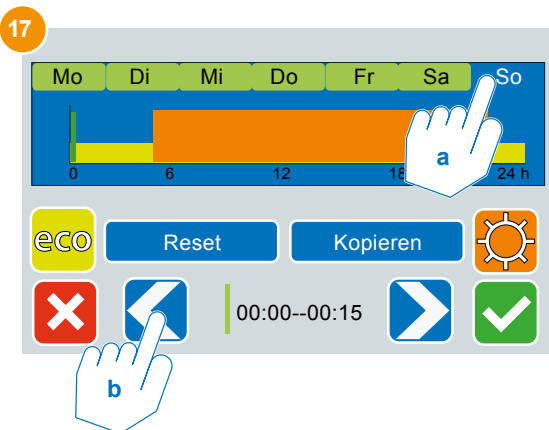 17
Mo Di Mi Do Fr Sa So
a
0 6 12 18 24 h
eco Reset Kopieren
00:00--00:15
b